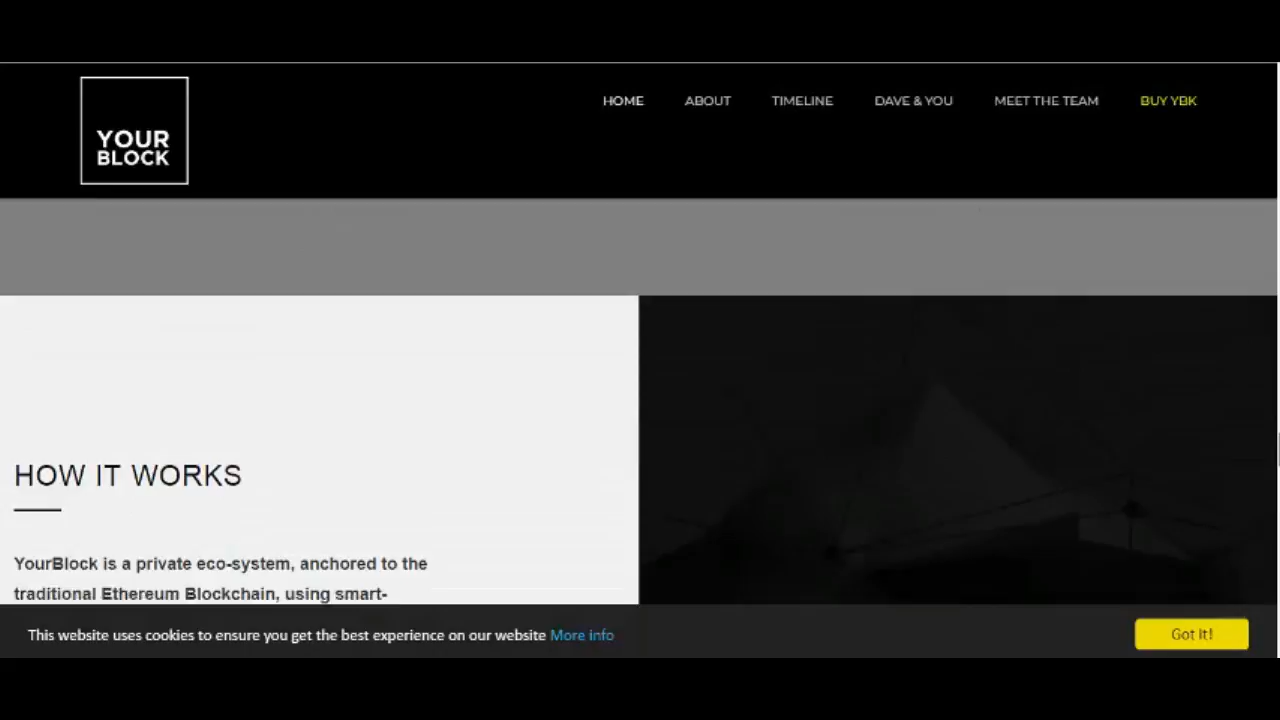 YOUR
BLOCK
HOME ABOUT TIMELINE DAVE & YOU MEET THE TEAM BUY YBK
HOW IT WORKS
YourBlock is a private eco-system, anchored to the
traditional Ethereum Blockchain, using smart-
This website uses cookies to ensure you get the best experience on our website More info
Got It!